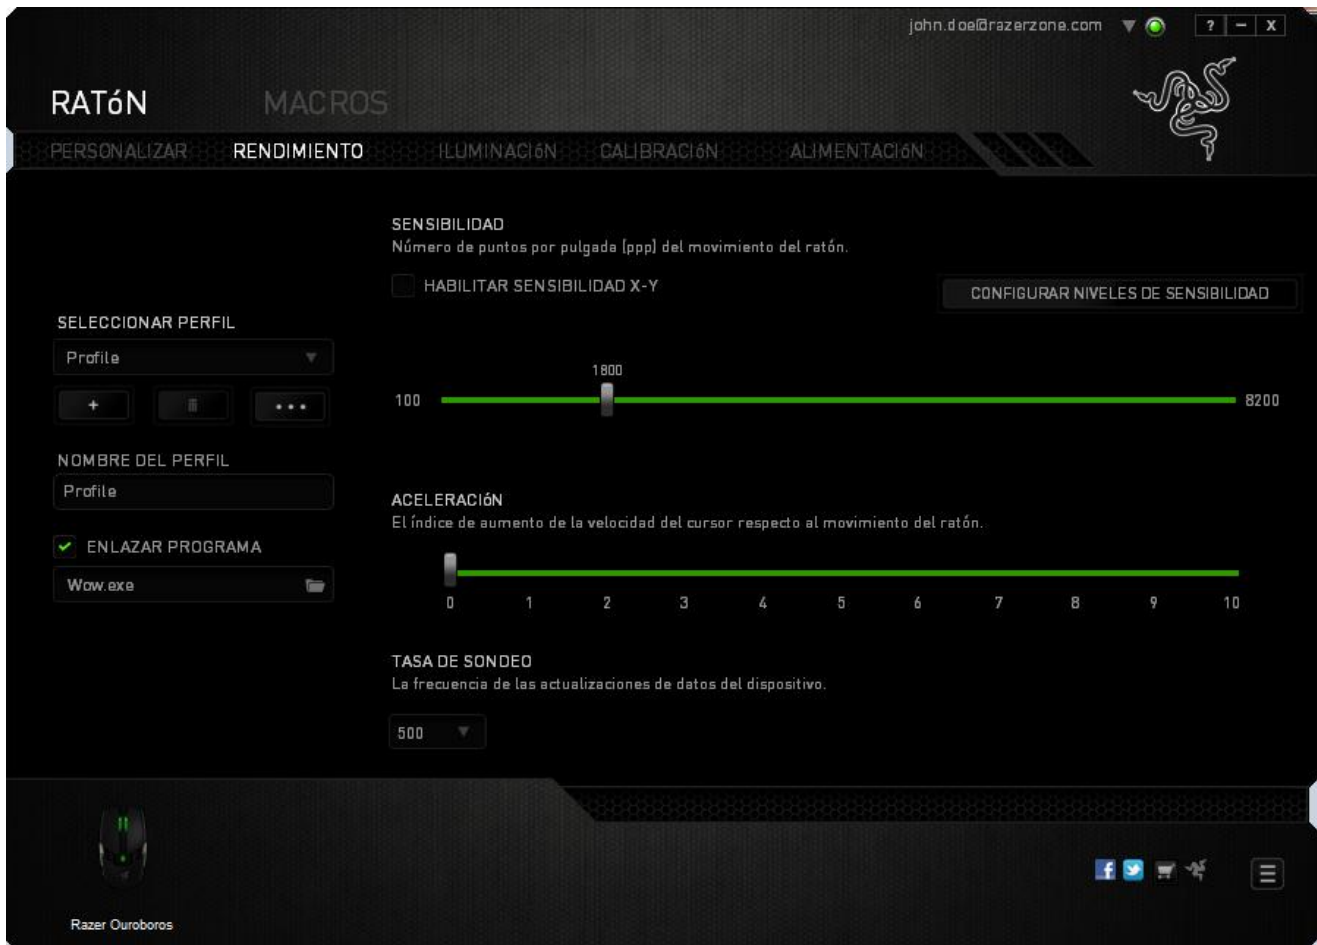 john.doe@razerzone.com
? - X
RATóN MACROS
PERSONALIZAR RENDIMIENTO ILUMINACIóN CALIBRACIóN ALIMENTACIóN
SENSIBILIDAD
Número de puntos por pulgada (ppp) del movimiento del ratón.
HABILITAR SENSIBILIDAD X-Y
CONFIGURAR NIVELES DE SENSIBILIDAD
SELECCIONAR PERFIL
Profile
+ •••
1800
100 8200
NOMBRE DEL PERFIL
Profile
ENLAZAR PROGRAMA
Wow.exe
ACELERACIóN
El índice de aumento de la velocidad del cursor respecto al movimiento del ratón.
0 1 2 3 4 5 6 7 8 9 10
TASA DE SONDEO
La frecuencia de las actualizaciones de datos del dispositivo.
500
f
Razer Ouroboros